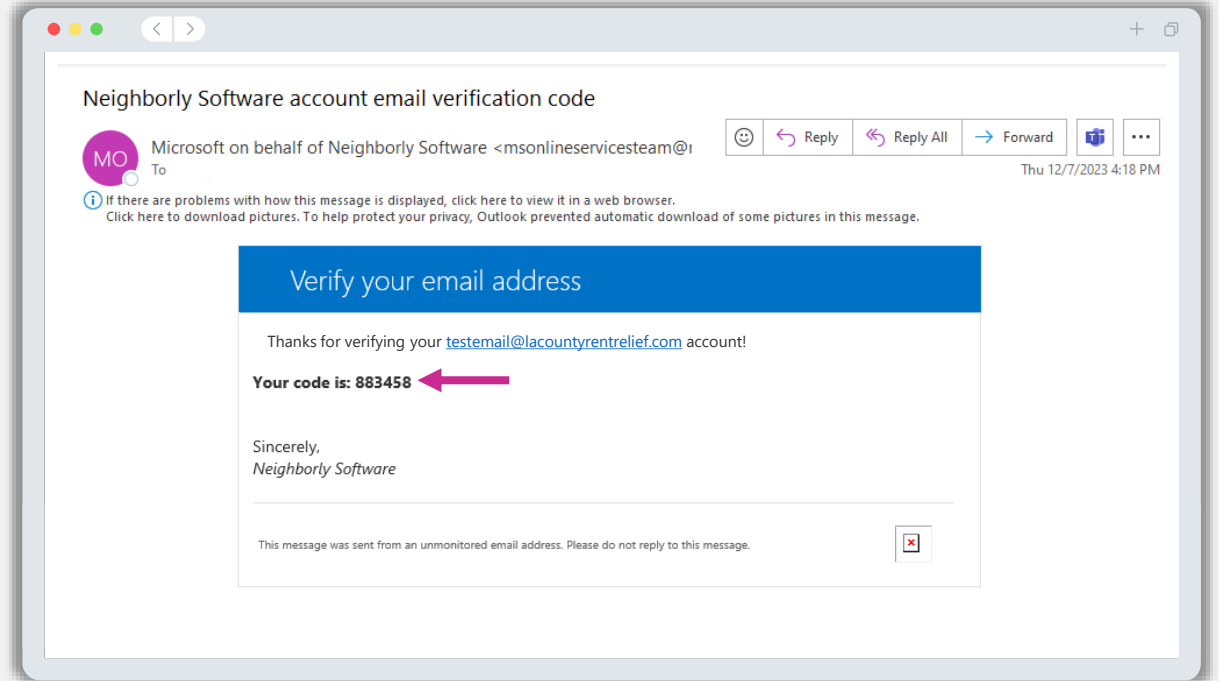 Neighborly Software account email verification code
MO
Microsoft on behalf of Neighborly Software <msonlineservicesteam@
To
Reply
Reply All
Forward
Thu 12/7/2023 4:18 PM
If there are problems with how this message is displayed, click here to view it in a web browser.
Click here to download pictures. To help protect your privacy, Outlook prevented automatic download of some pictures in this message.
Verify your email address
Thanks for verifying your testemail@lacountyrentrelief.com account!
Your code is: 883458
Sincerely,
Neighborly Software
This message was sent from an unmonitored email address. Please do not reply to this message.